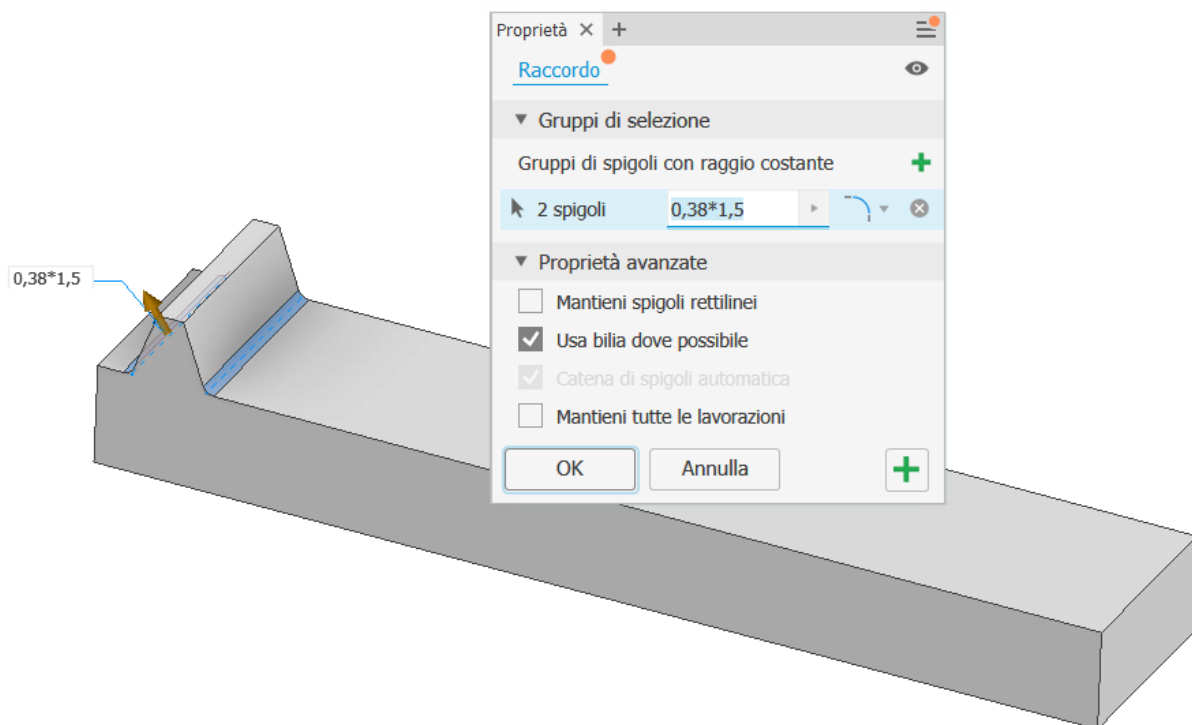 Proprietà
Raccordo
Gruppi di selezione
Gruppi di spigoli con raggio costante
2 spigoli 0,38*1,5
0,38*1,5
Proprietà avanzate
Mantieni spigoli rettilinei
Usa bilia dove possibile
Catena di spigoli automatica
Mantieni tutte le lavorazioni
OK Annulla